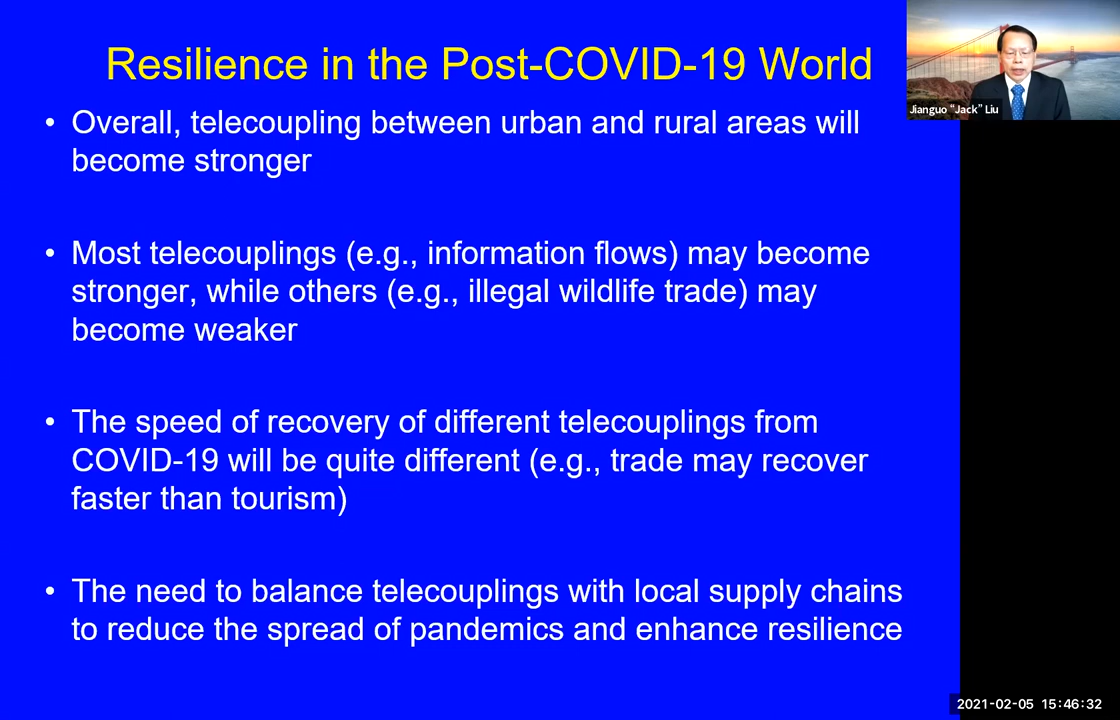 Resilience in the Post-COVID-19 World
• Overall, telecoupling between urban and rural areas will
become stronger
• Most telecouplings (e.g., information flows) may become
stronger, while others (e.g., illegal wildlife trade) may
become weaker
• The speed of recovery of different telecouplings from
COVID-19 will be quite different (e.g., trade may recover
faster than tourism)
• The need to balance telecouplings with local supply chains
to reduce the spread of pandemics and enhance resilience
Jianguo "Jack" Liu
2021-02-05 15:46:32